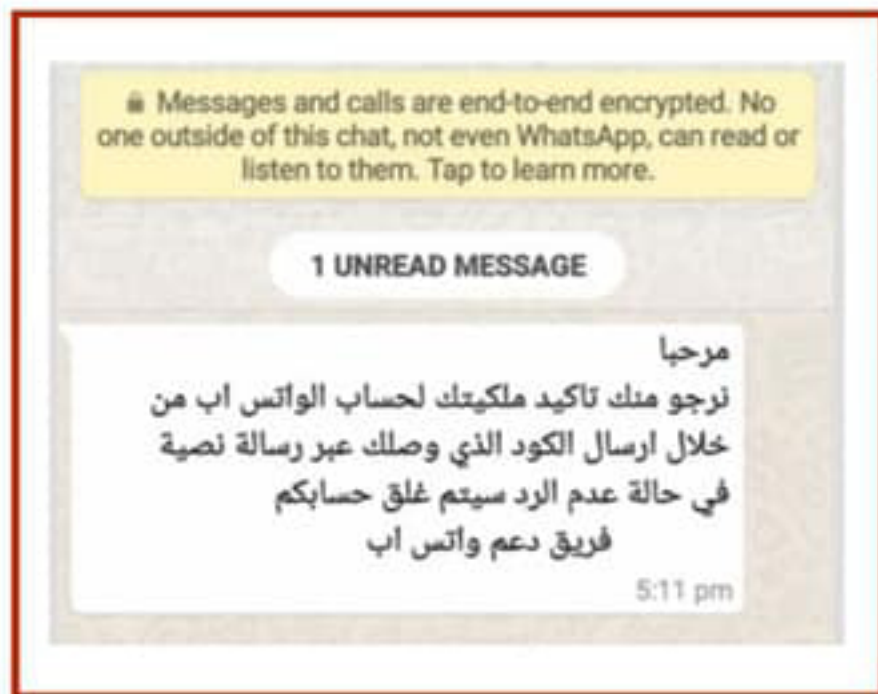 Messages and calls are end-to-end encrypted. No
one outside of this chat, not even WhatsApp, can read or
listen to them. Tap to learn more.
1 UNREAD MESSAGE
مرحبا
نرجو منك تاكيد ملكيتك لحساب الواتس اب من
خلال ارسال الكود الذي وصلك عبر رسالة نصية
في حالة عدم الرد سيتم غلق حسابكم
فريق دعم واتس اب
5:11 pm